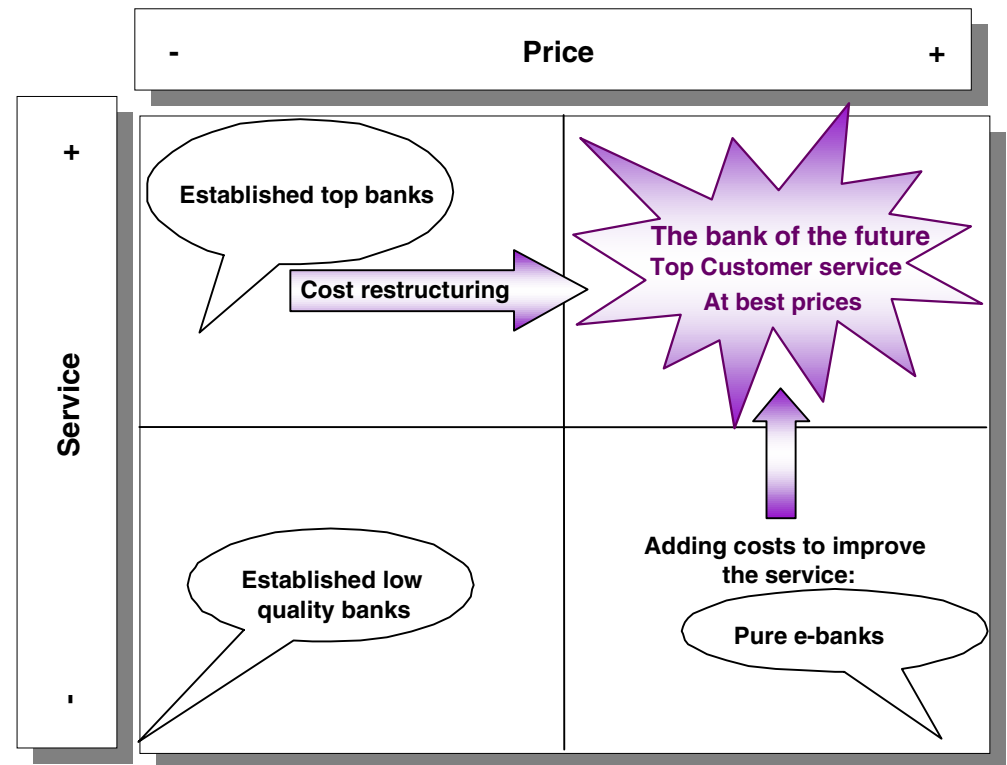 - Price +
+
Service
-
Established top banks
Cost restructuring
The bank of the future
Top Customer service
At best prices
Established low
quality banks
Adding costs to improve
the service:
Pure e-banks